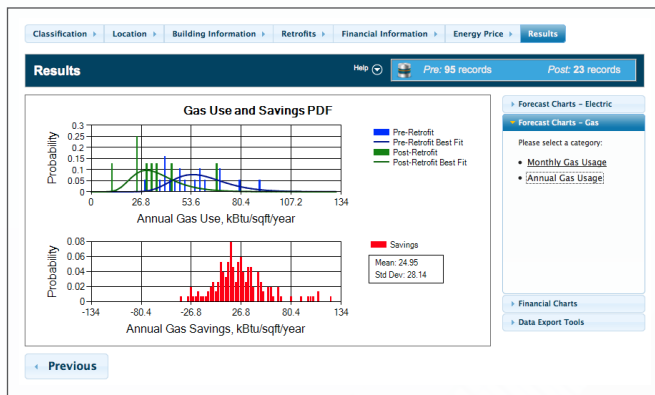 Classification
Location
Building Information
Retrofits
Financial Information
Energy Price
Results
Results
Help
Pre: 95 records
Post: 23 records
Gas Use and Savings PDF
Probability
0.3
0.25
0.2
0.15
0.1
0.05
0
0 26.8 53.6 80.4 107.2 134
Annual Gas Use, kBtu/sqft/year
Pre-Retrofit
Pre-Retrofit Best Fit
Post-Retrofit
Post-Retrofit Best Fit
Probability
0.08
0.06
0.04
0.02
0
-134 -80.4 -26.8 26.8 80.4 134
Annual Gas Savings, kBtu/sqft/year
Savings
Mean: 24.95
Std Dev: 28.14
Forecast Charts - Electric
Forecast Charts - Gas
Please select a category:
• Monthly Gas Usage
• Annual Gas Usage
Financial Charts
Data Export Tools
Previous